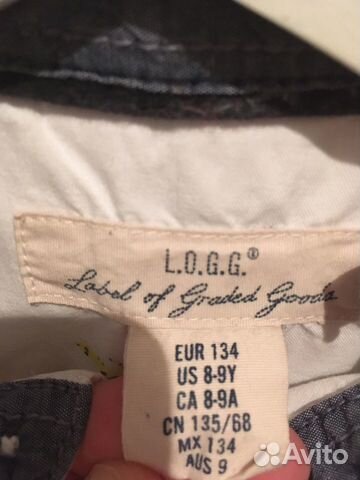 L.O.G.G.®
Label of Graded Goods
EUR 134
US 8-9Y
CA 8-9A
CN 135/68
MX 134
AUS 9
Avito